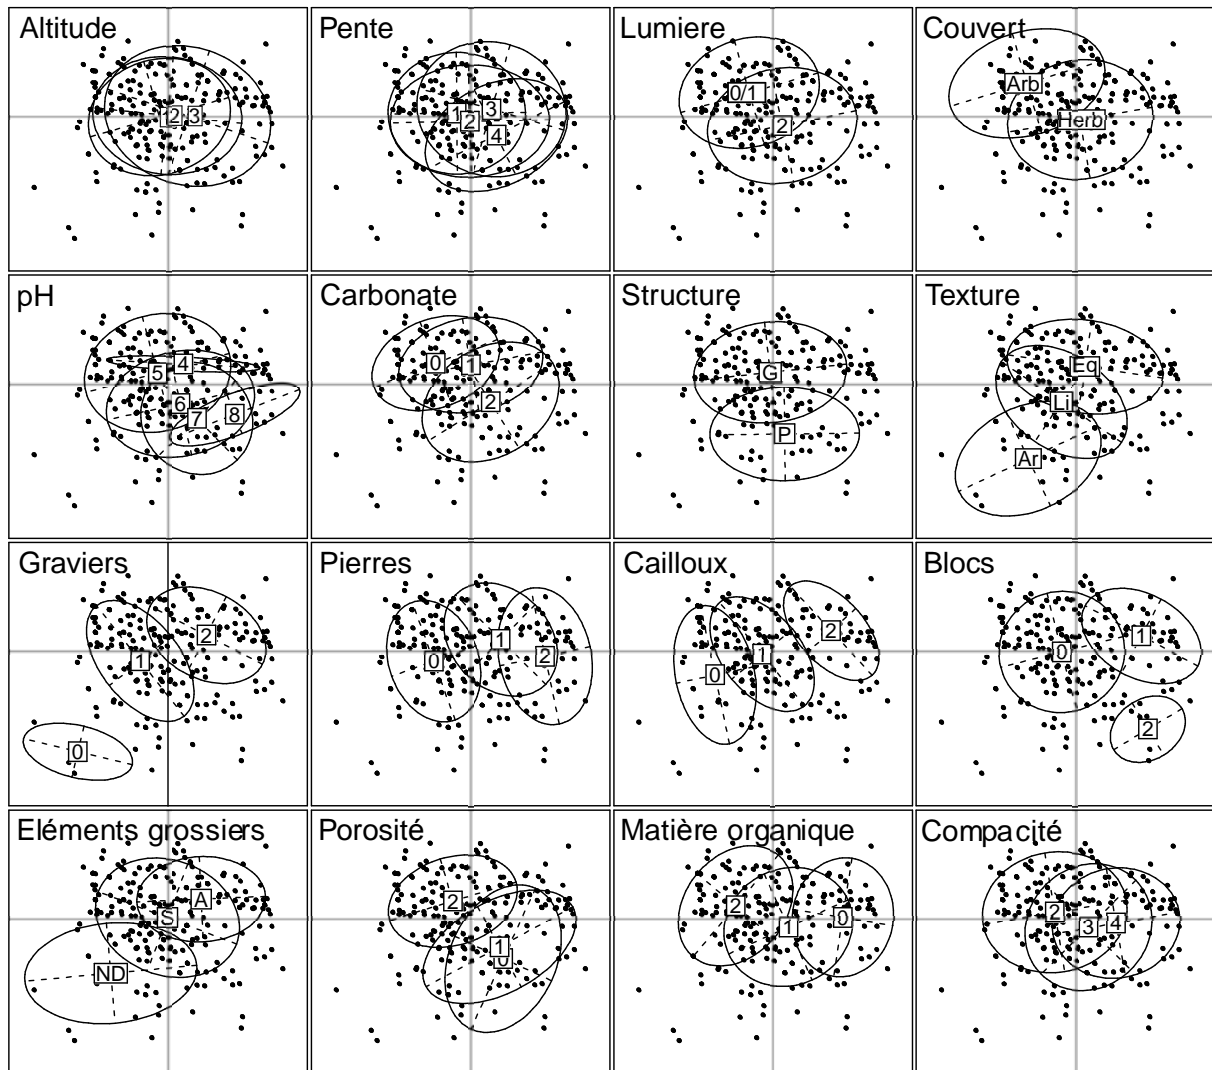 Altitude
2 3
Pente
1 2 3 4
Lumiere
0/1
2
Couvert
Arb
Herb
pH
4
5
6
7 8
Carbonate
0 1
2
Structure
G
P
Texture
Eq
Li
Ar
Graviers
2
1
0
Pierres
1
0 2
Cailloux
2
1
0
Blocs
1
0
2
Eléments grossiers
A
S
ND
Porosité
2
1
0
Matière organique
2
1 0
Compacité
2
3 4